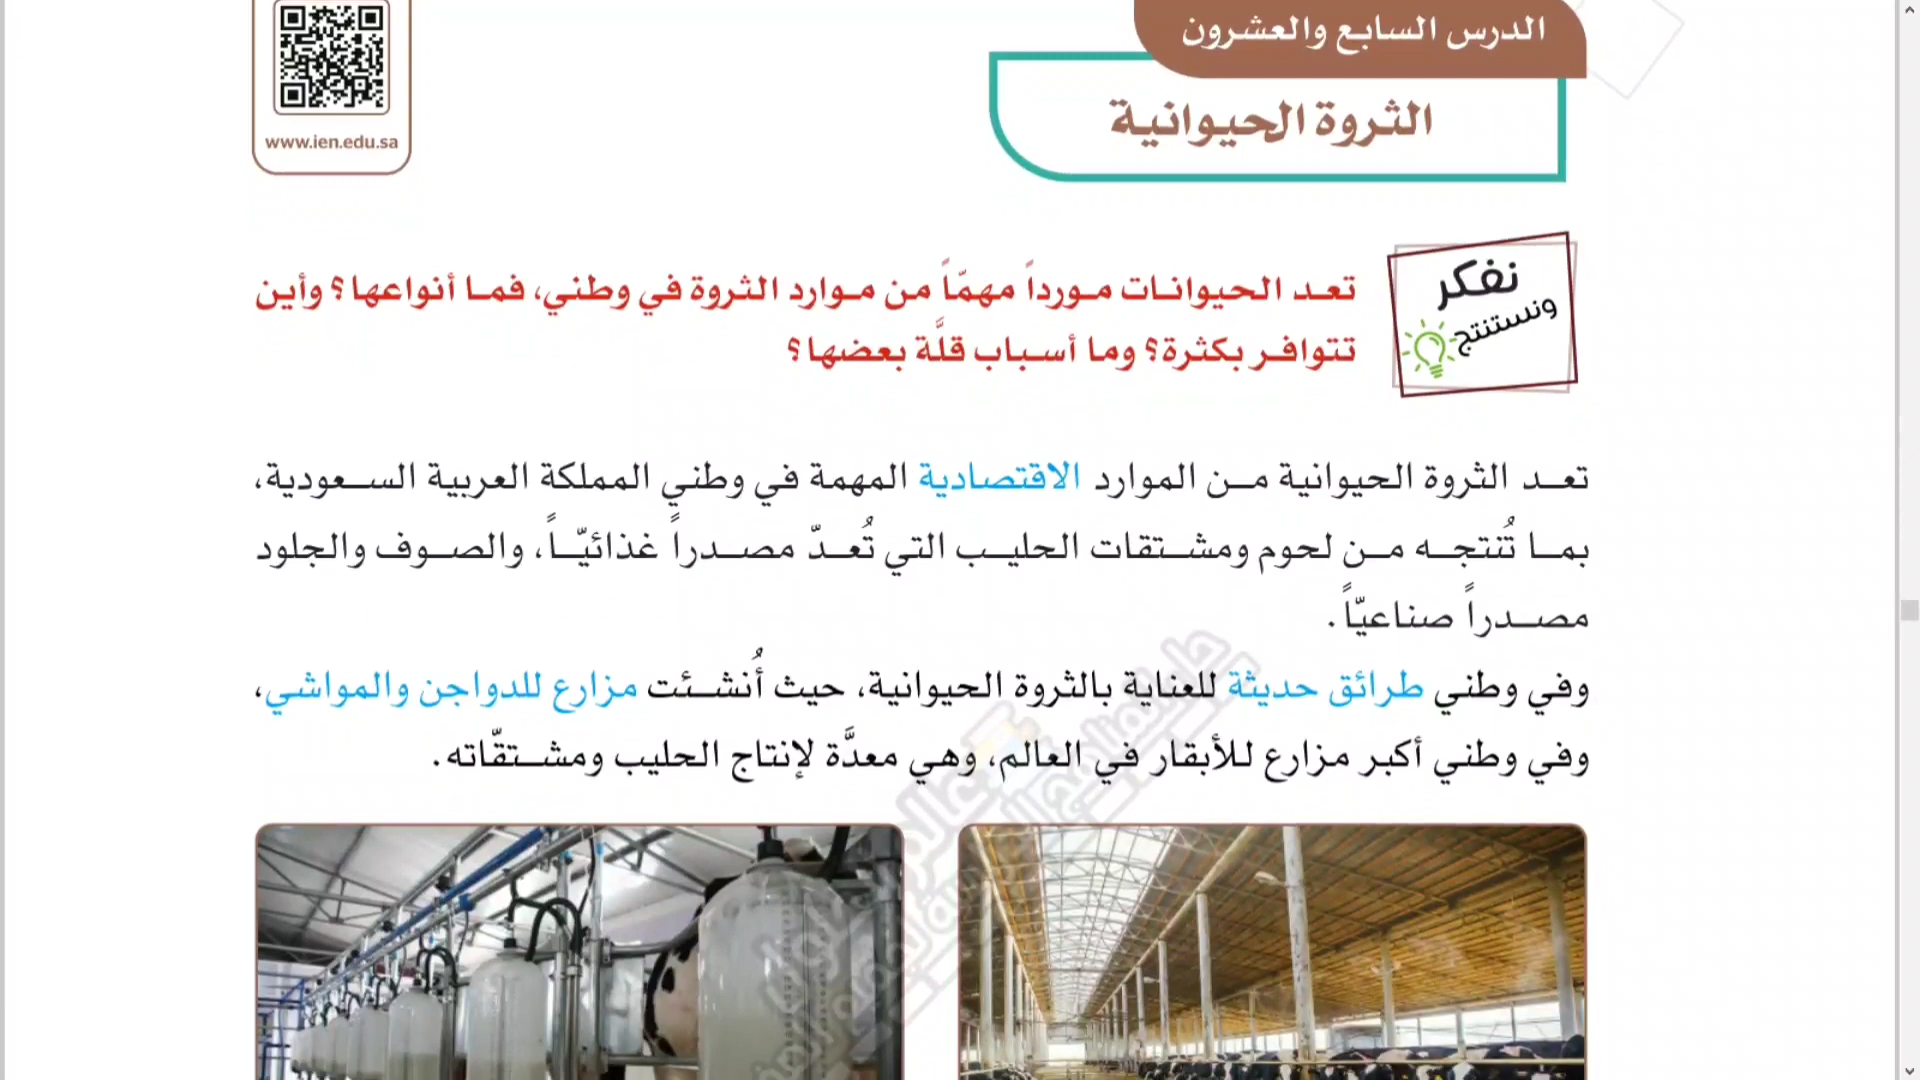 الدرس السابع والعشرون
الثروة الحيوانية
www.ien.edu.sa
نفكر
ونستنتج
تعد الحيوانات مورداً مهمّاً من موارد الثروة في وطني، فما أنواعها؟ وأين
تتوافر بكثرة؟ وما أسباب قلَّة بعضها؟
تعد الثروة الحيوانية من الموارد الاقتصادية المهمة في وطني المملكة العربية السعودية،
بما تُنتجه من لحوم ومشتقات الحليب التي تُعدّ مصدراً غذائيّاً، والصوف والجلود
مصدراً صناعيّاً.
وفي وطني طرائق حديثة للعناية بالثروة الحيوانية، حيث أُنشئت مزارع للدواجن والمواشي،
وفي وطني أكبر مزارع للأبقار في العالم، وهي معدَّة لإنتاج الحليب ومشتقّاته.